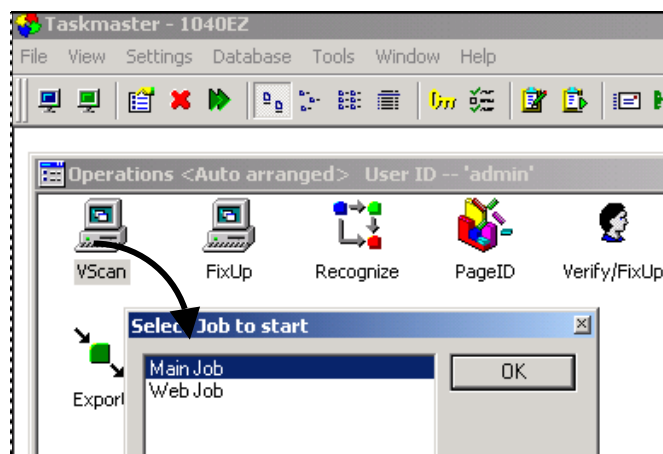 Taskmaster - 1040EZ
File View Settings Database Tools Window Help
Operations <Auto arranged> User ID -- 'admin'
VScan FixUp Recognize PageID Verify/FixUp
Select Job to start
Main Job
OK
Web Job
Export